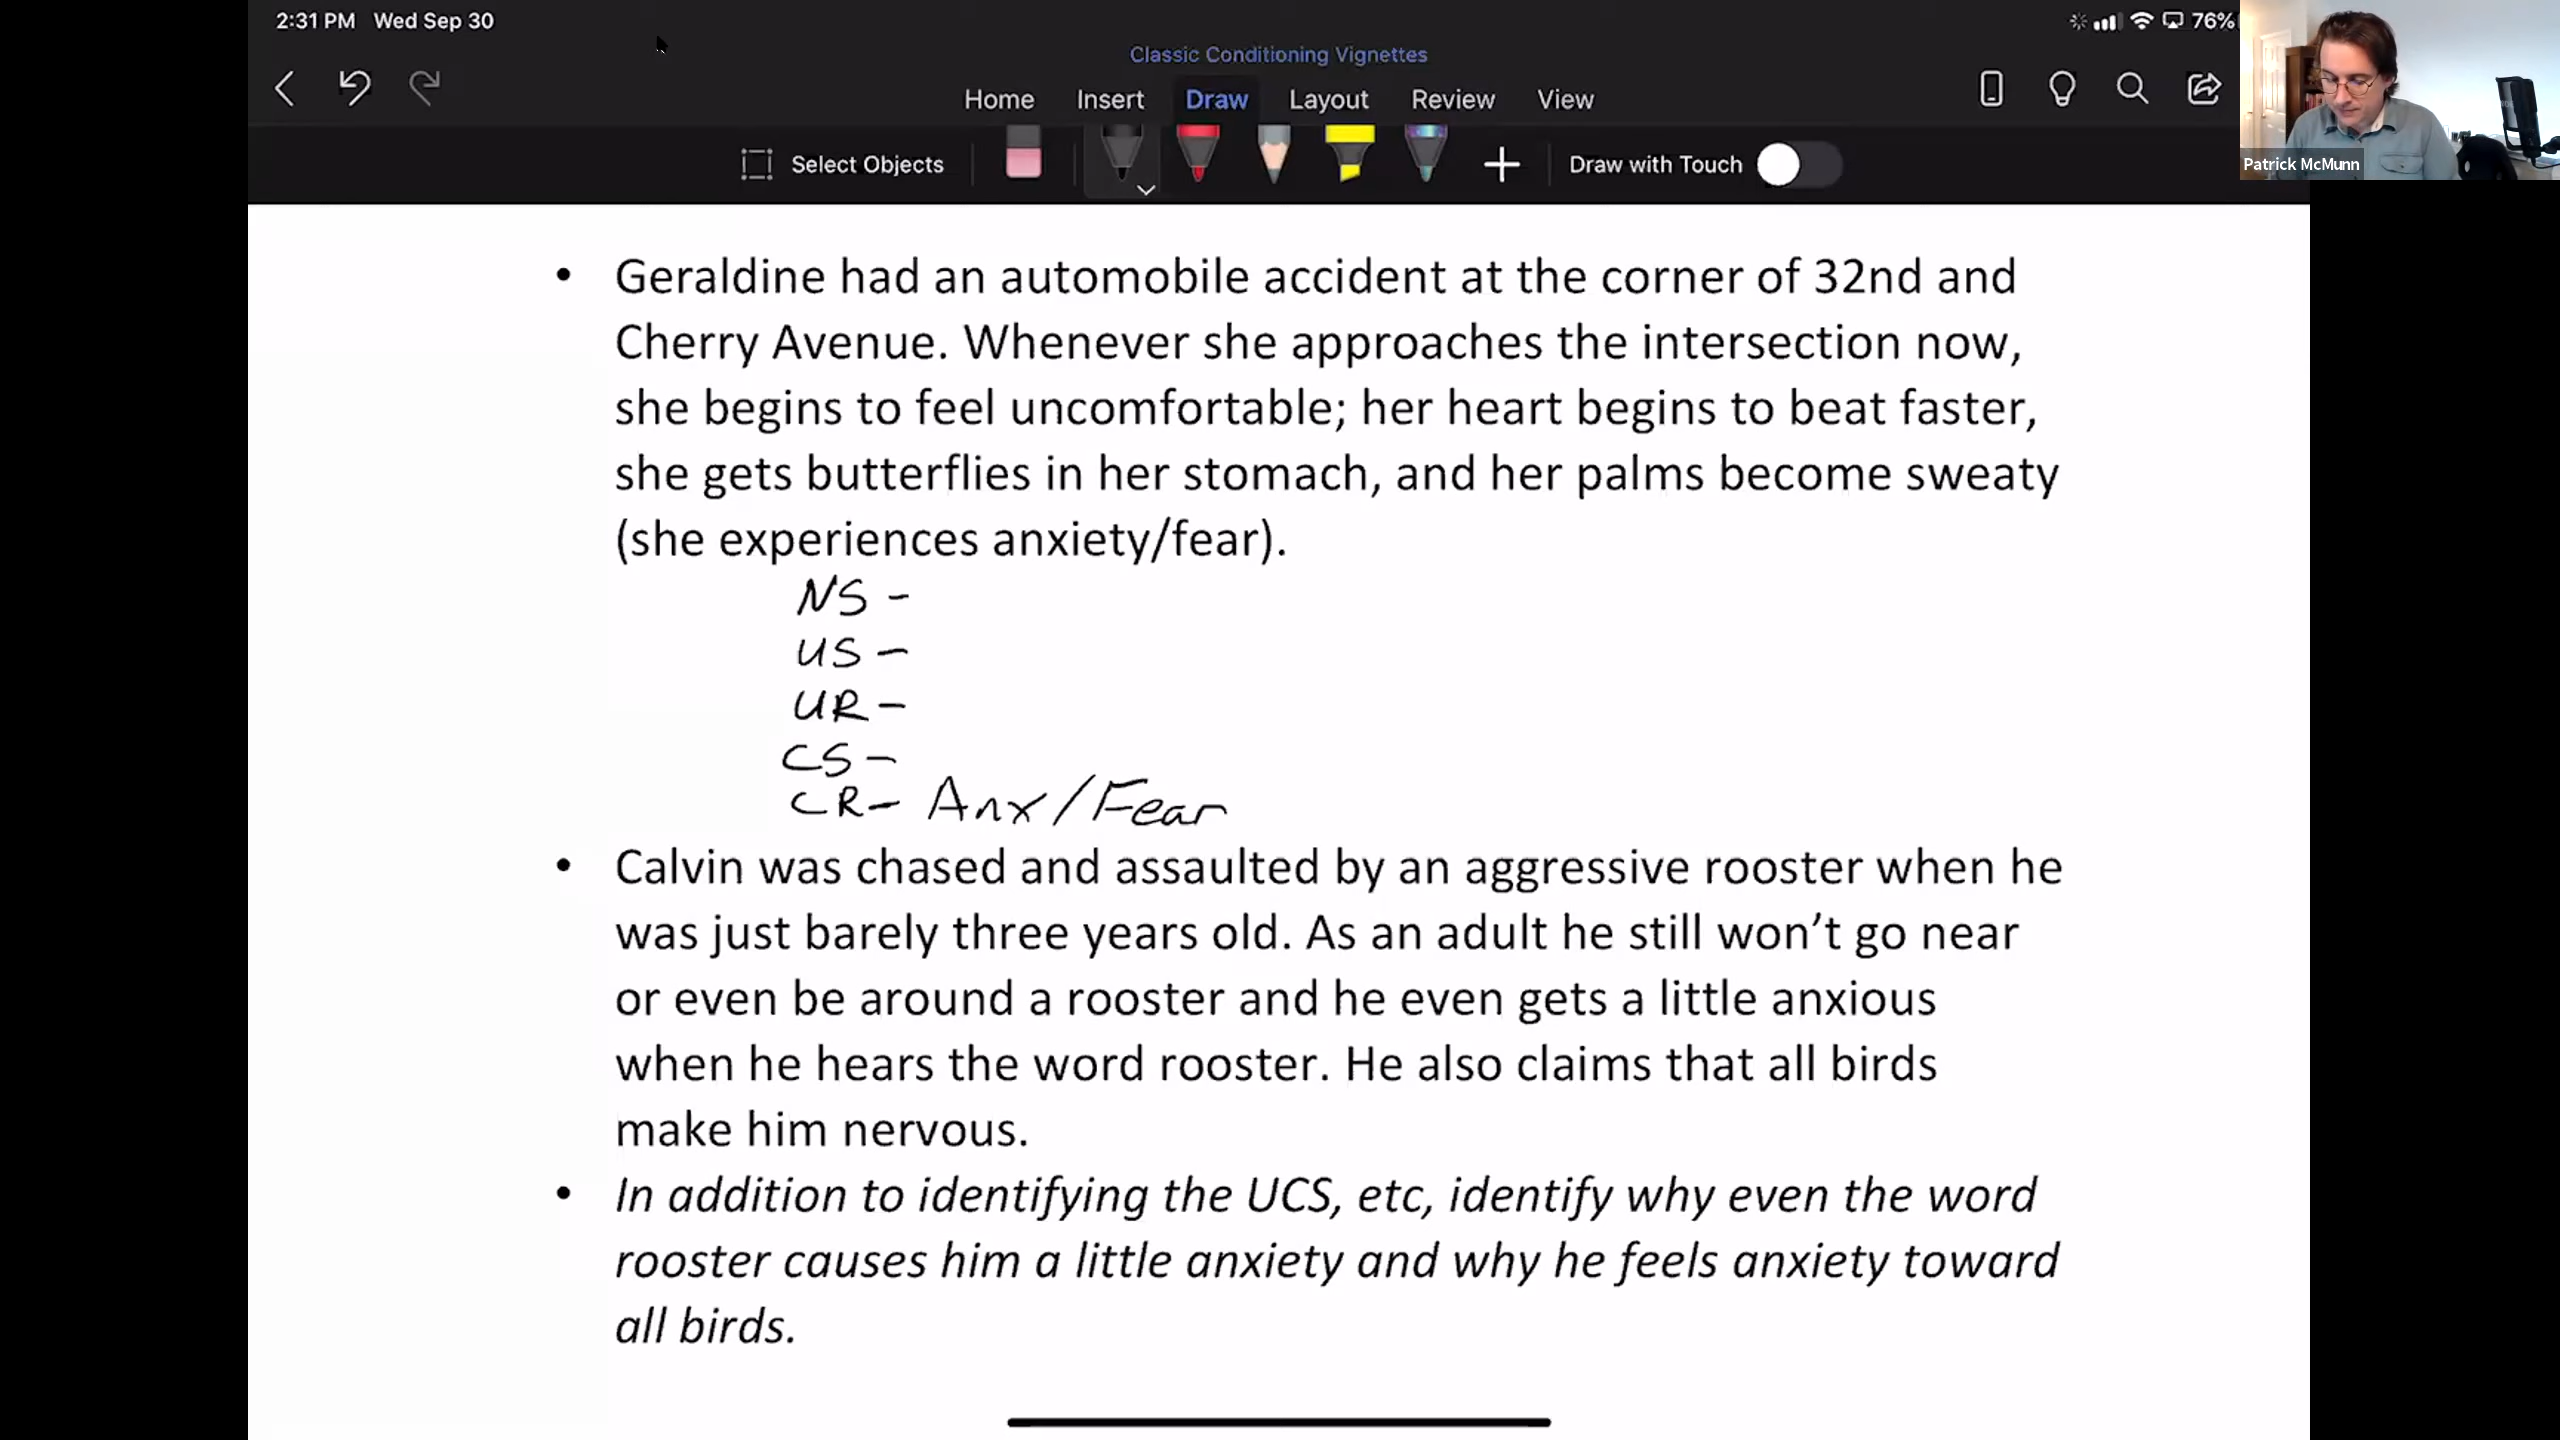 2:31 PM Wed Sep 30
76%
Classic Conditioning Vignettes
Home Insert Draw Layout Review View
Select Objects
Draw with Touch
Patrick McMunn
• Geraldine had an automobile accident at the corner of 32nd and
Cherry Avenue. Whenever she approaches the intersection now,
she begins to feel uncomfortable; her heart begins to beat faster,
she gets butterflies in her stomach, and her palms become sweaty
(she experiences anxiety/fear).
NS -
US -
UR -
CS -
CR - Anx/Fear
• Calvin was chased and assaulted by an aggressive rooster when he
was just barely three years old. As an adult he still won’t go near
or even be around a rooster and he even gets a little anxious
when he hears the word rooster. He also claims that all birds
make him nervous.
• In addition to identifying the UCS, etc, identify why even the word
rooster causes him a little anxiety and why he feels anxiety toward
all birds.